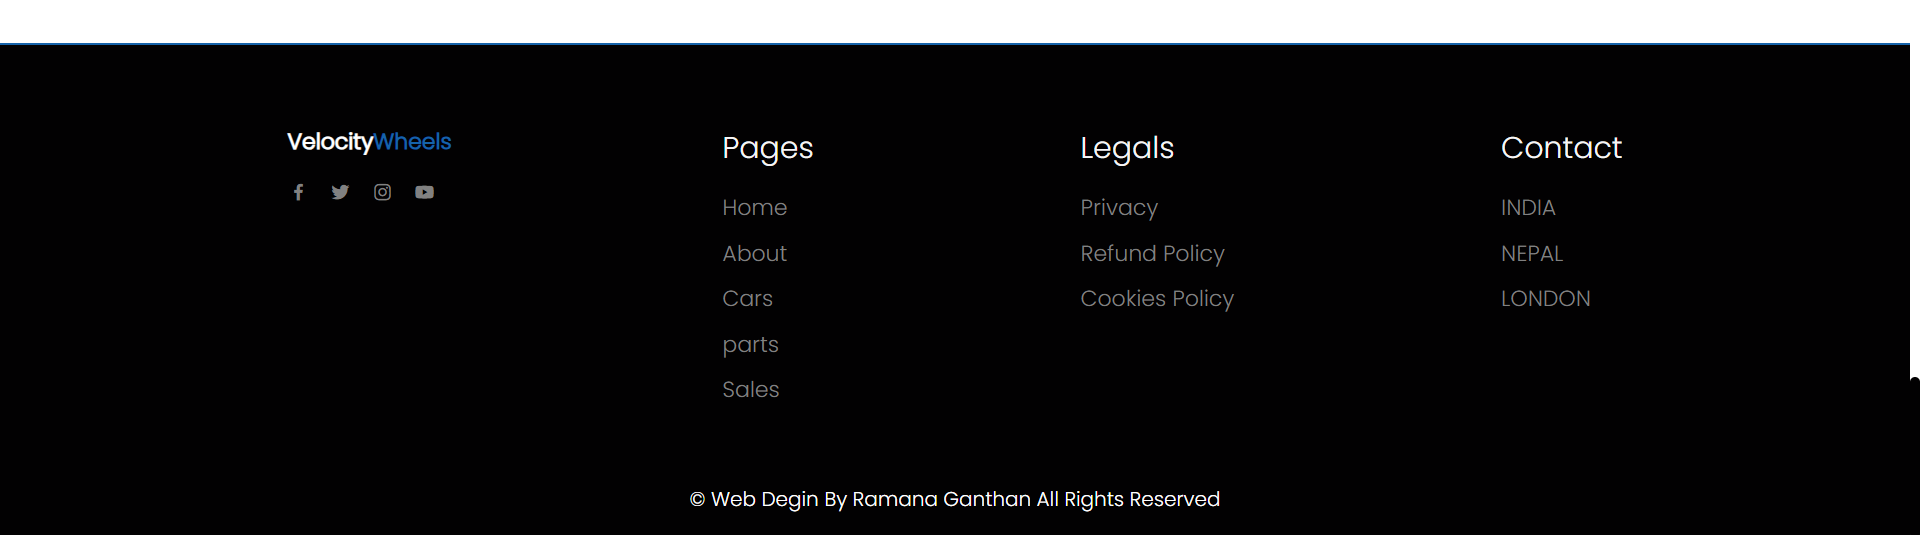 VelocityWheels
Pages
Home
About
Cars
parts
Sales
Legals
Privacy
Refund Policy
Cookies Policy
Contact
INDIA
NEPAL
LONDON
© Web Degin By Ramana Ganthan All Rights Reserved